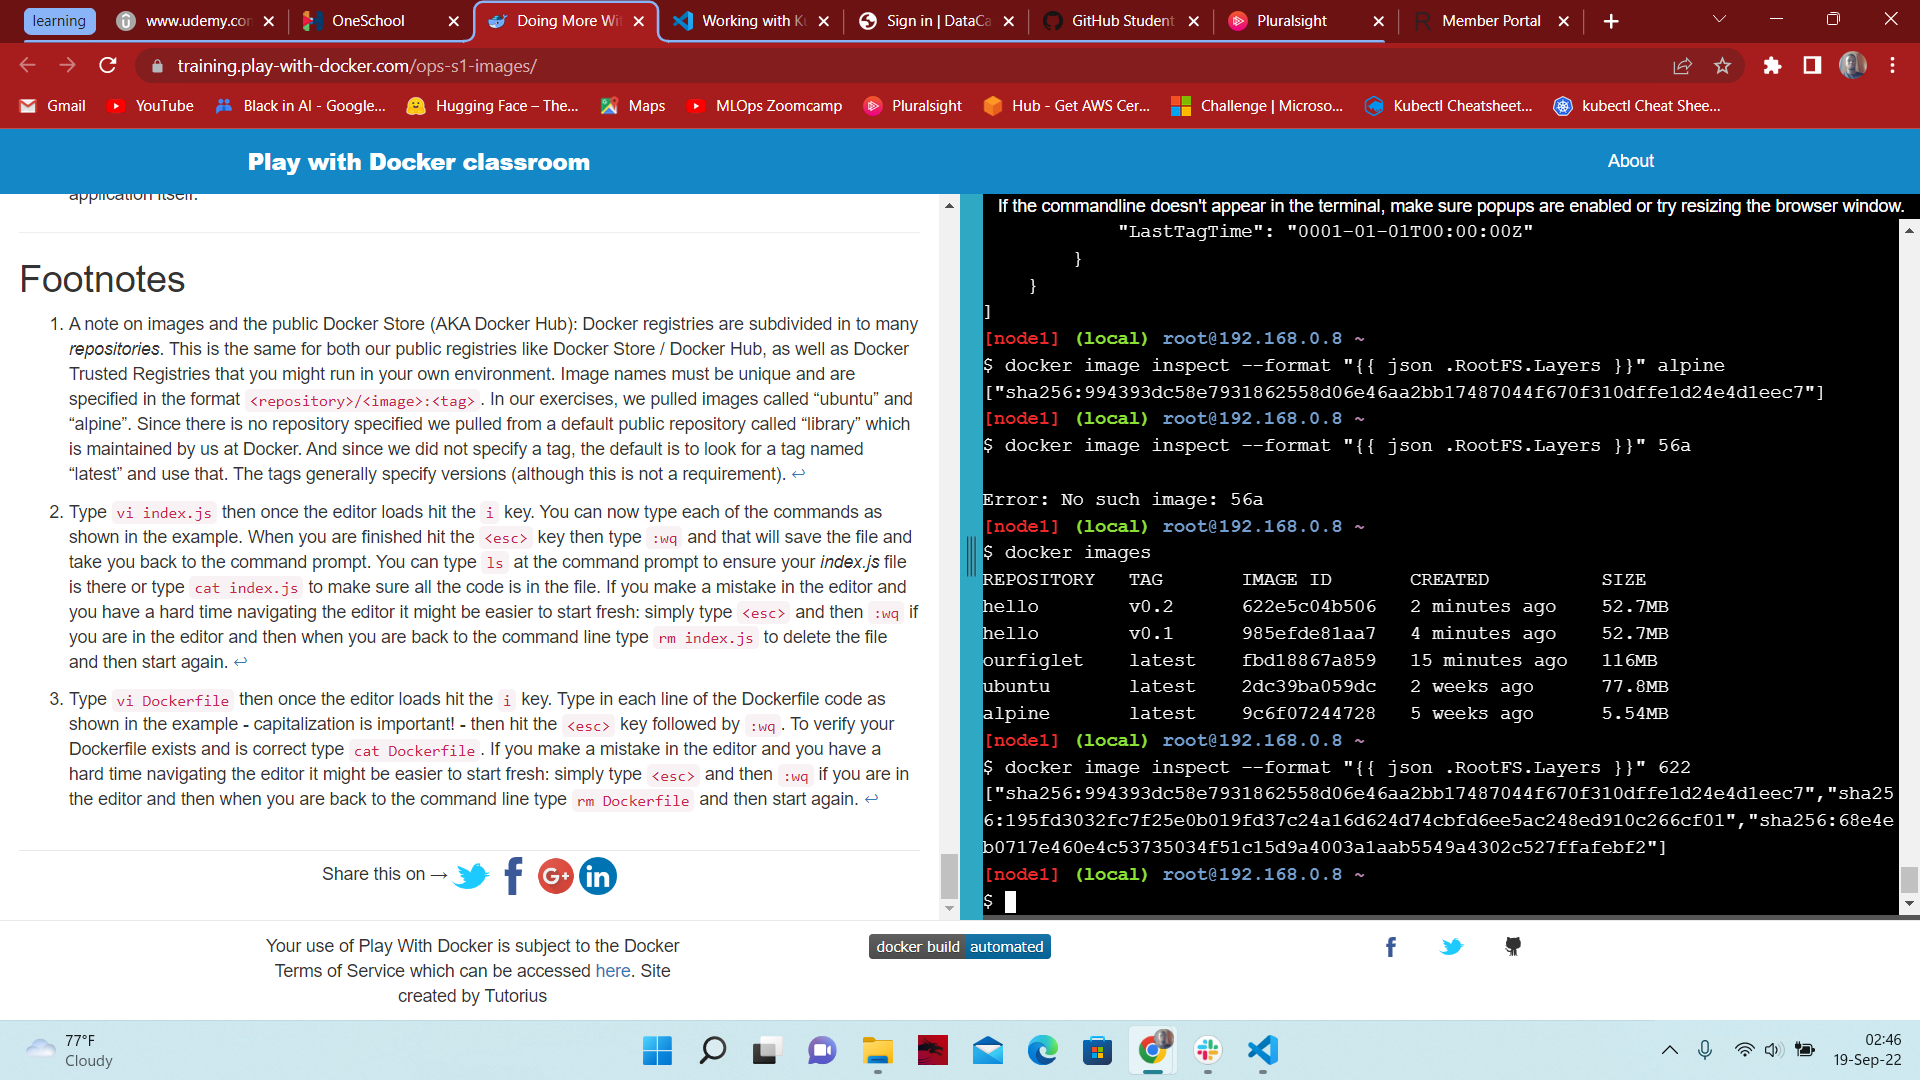 learning
www.udemy.co
OneSchool
Doing More Wit
Working with Ku
Sign in | DataCa
GitHub Student
Pluralsight
Member Portal
training.play-with-docker.com/ops-s1-images/
Gmail
YouTube
Black in AI - Google...
Hugging Face – The...
Maps
MLOps Zoomcamp
Pluralsight
Hub - Get AWS Cer...
Challenge | Microso...
Kubectl Cheatsheet...
kubectl Cheat Shee...
Play with Docker classroom
About
application itself.
Footnotes
1. A note on images and the public Docker Store (AKA Docker Hub): Docker registries are subdivided in to many
repositories. This is the same for both our public registries like Docker Store / Docker Hub, as well as Docker
Trusted Registries that you might run in your own environment. Image names must be unique and are
specified in the format <repository>/<image>:<tag>. In our exercises, we pulled images called “ubuntu” and
“alpine”. Since there is no repository specified we pulled from a default public repository called “library” which
is maintained by us at Docker. And since we did not specify a tag, the default is to look for a tag named
“latest” and use that. The tags generally specify versions (although this is not a requirement). ↩
2. Type vi index.js then once the editor loads hit the i key. You can now type each of the commands as
shown in the example. When you are finished hit the <esc> key then type :wq and that will save the file and
take you back to the command prompt. You can type ls at the command prompt to ensure your index.js file
is there or type cat index.js to make sure all the code is in the file. If you make a mistake in the editor and
you have a hard time navigating the editor it might be easier to start fresh: simply type <esc> and then :wq if
you are in the editor and then when you are back to the command line type rm index.js to delete the file
and then start again. ↩
3. Type vi Dockerfile then once the editor loads hit the i key. Type in each line of the Dockerfile code as
shown in the example - capitalization is important! - then hit the <esc> key followed by :wq. To verify your
Dockerfile exists and is correct type cat Dockerfile. If you make a mistake in the editor and you have a
hard time navigating the editor it might be easier to start fresh: simply type <esc> and then :wq if you are in
the editor and then when you are back to the command line type rm Dockerfile and then start again. ↩
Share this on →
If the commandline doesn't appear in the terminal, make sure popups are enabled or try resizing the browser window.
"LastTagTime": "0001-01-01T00:00:00Z"
}
}
]
[node1] (local) root@192.168.0.8 ~
$ docker image inspect --format "{{ json .RootFS.Layers }}" alpine
["sha256:994393dc58e7931862558d06e46aa2bb17487044f670f310dffe1d24e4d1eec7"]
[node1] (local) root@192.168.0.8 ~
$ docker image inspect --format "{{ json .RootFS.Layers }}" 56a
Error: No such image: 56a
[node1] (local) root@192.168.0.8 ~
$ docker images
REPOSITORY TAG IMAGE ID CREATED SIZE
hello v0.2 622e5c04b506 2 minutes ago 52.7MB
hello v0.1 985efde81aa7 4 minutes ago 52.7MB
ourfiglet latest fbd18867a859 15 minutes ago 116MB
ubuntu latest 2dc39ba059dc 2 weeks ago 77.8MB
alpine latest 9c6f07244728 5 weeks ago 5.54MB
[node1] (local) root@192.168.0.8 ~
$ docker image inspect --format "{{ json .RootFS.Layers }}" 622
["sha256:994393dc58e7931862558d06e46aa2bb17487044f670f310dffe1d24e4d1eec7","sha25
6:195fd3032fc7f25e0b019fd37c24a16d624d74cbfd6ee5ac248ed910c266cf01","sha256:68e4e
b0717e460e4c53735034f51c15d9a4003a1aab5549a4302c527ffafebf2"]
[node1] (local) root@192.168.0.8 ~
$
Your use of Play With Docker is subject to the Docker
Terms of Service which can be accessed here. Site
created by Tutorius
docker build automated
77°F
Cloudy
02:46
19-Sep-22